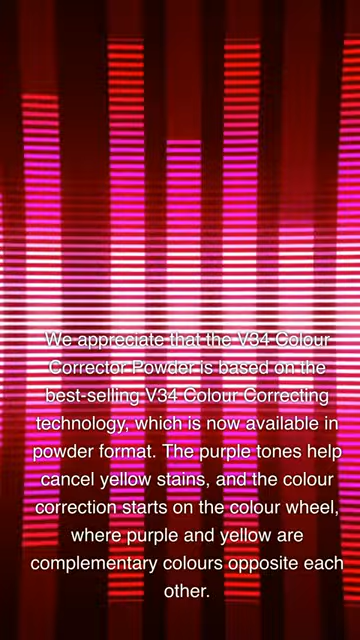 We appreciate that the V34 Colour
Corrector Powder is based on the
best-selling V34 Colour Correcting
technology, which is now available in
powder format. The purple tones help
cancel yellow stains, and the colour
correction starts on the colour wheel,
where purple and yellow are
complementary colours opposite each
other.